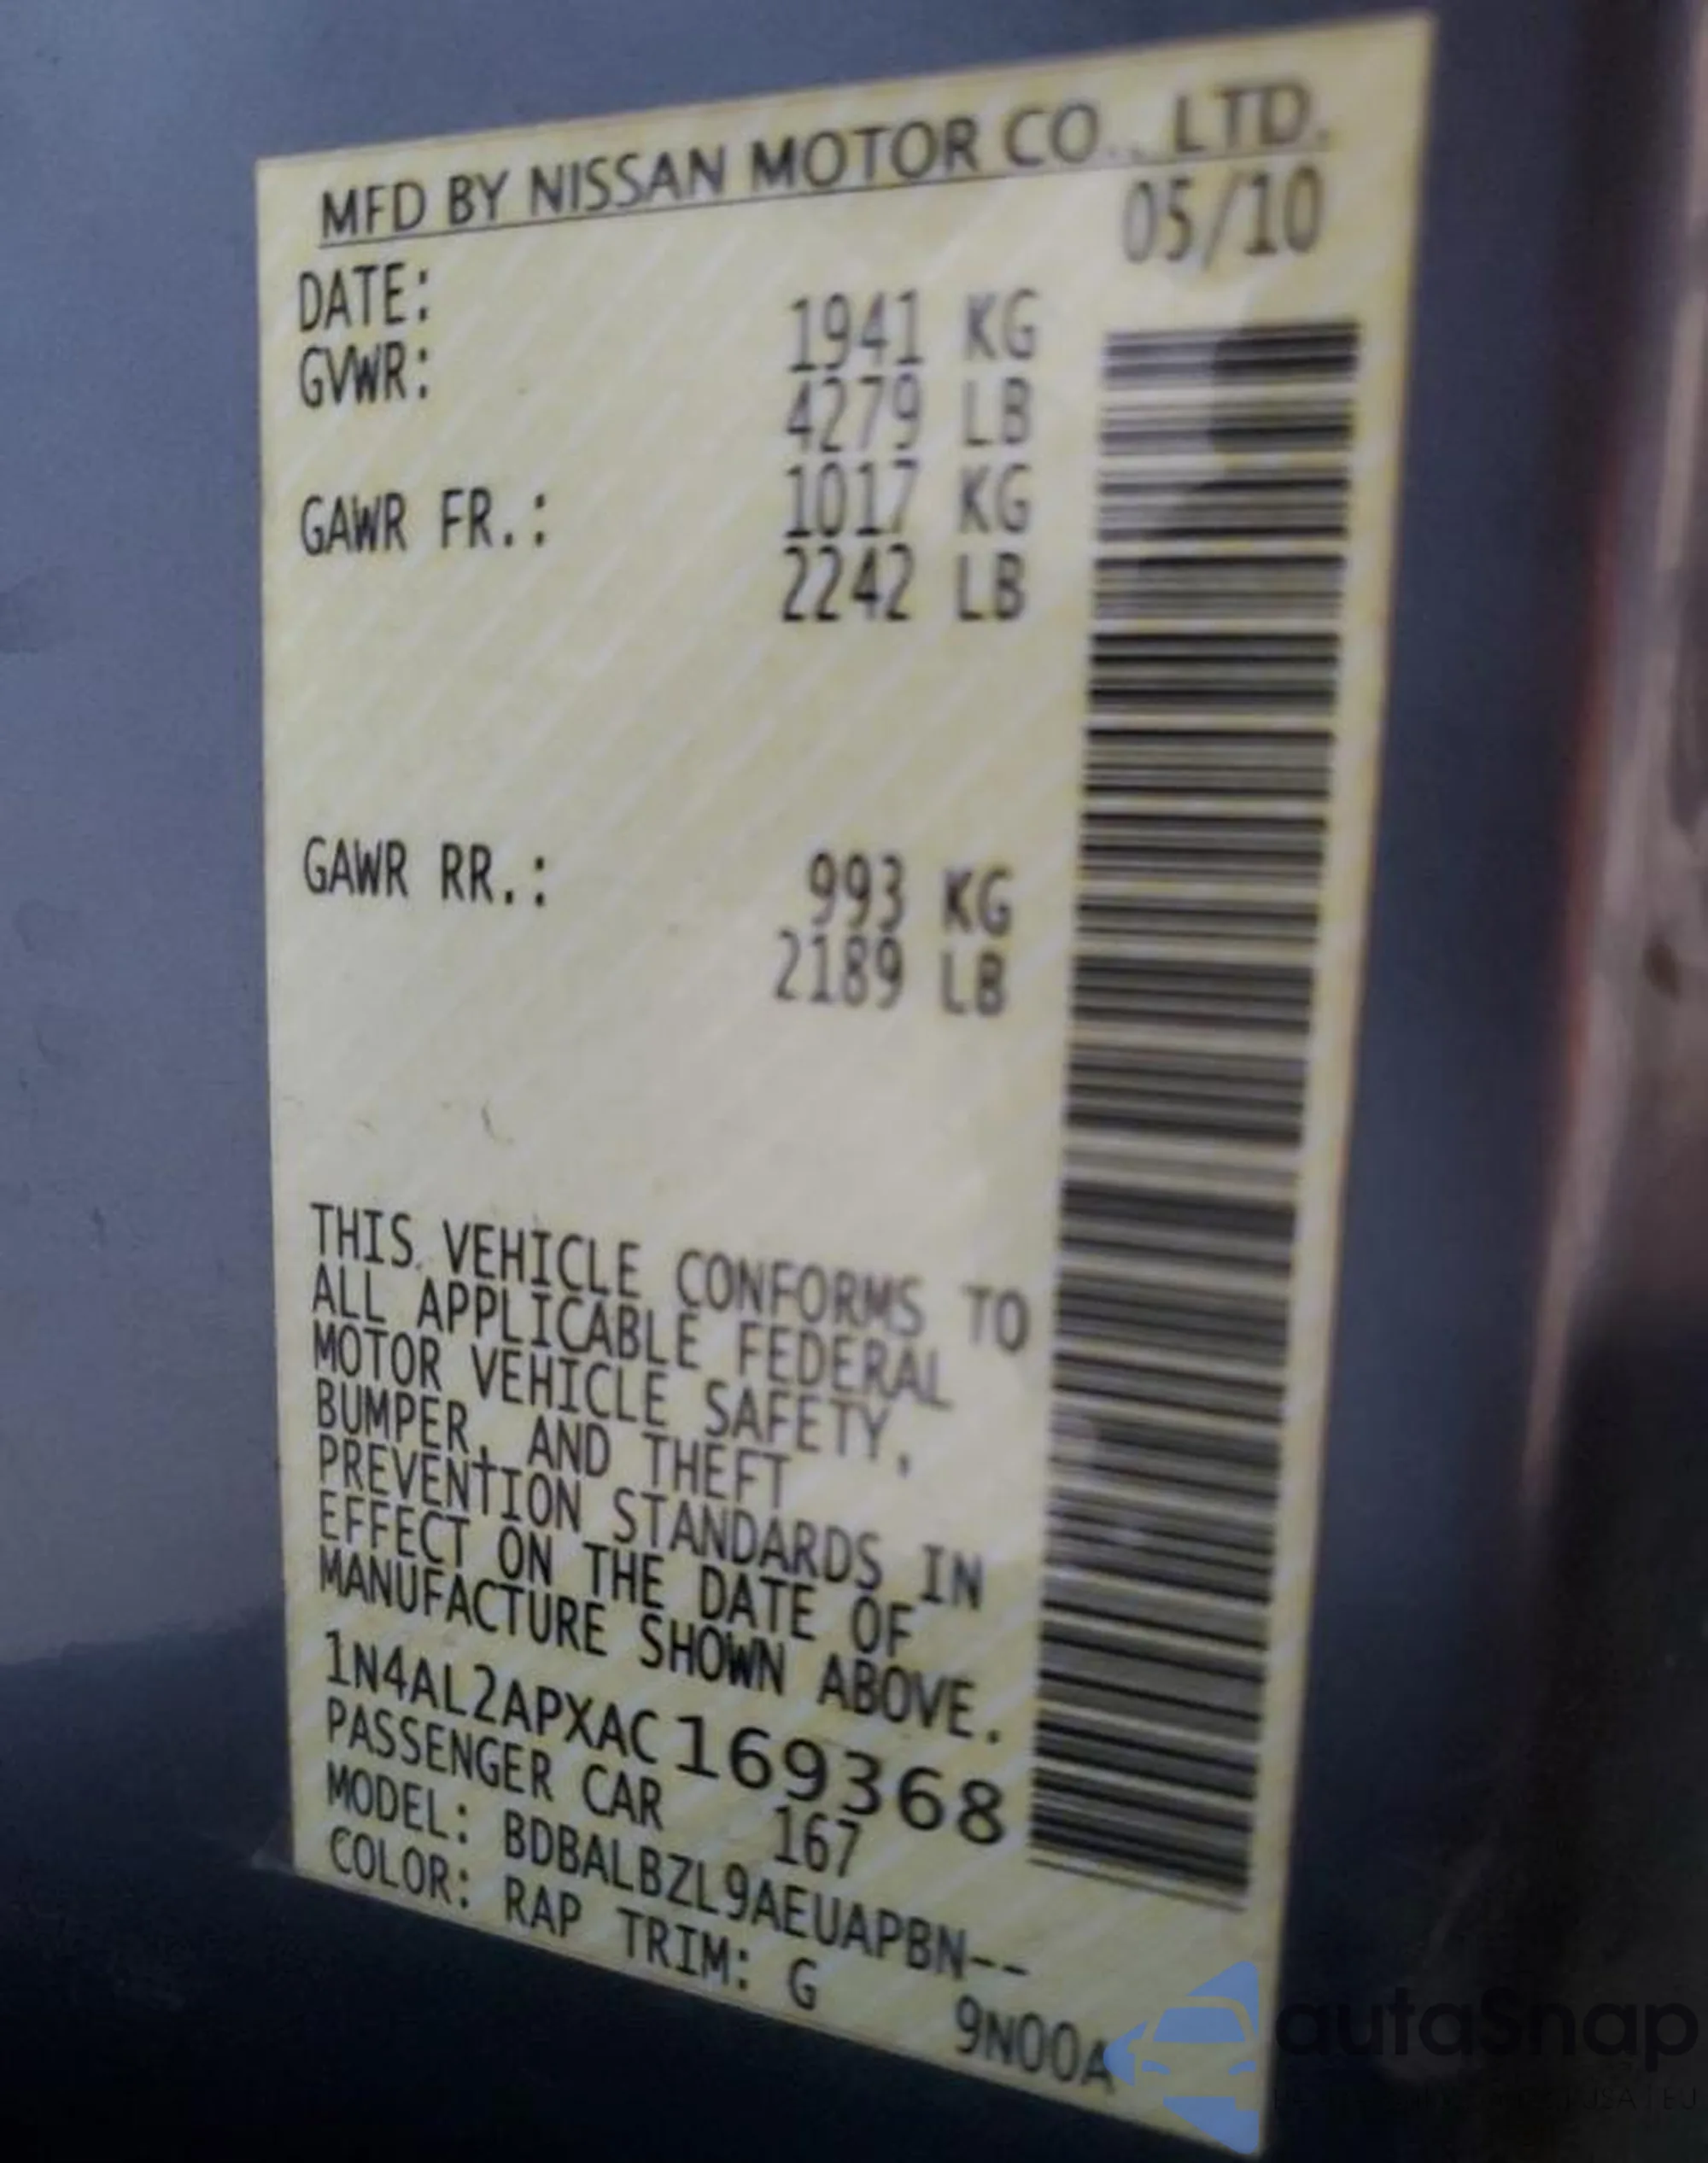 MFD BY NISSAN MOTOR CO., LTD.
DATE: 05/10
GVWR: 1941 KG
4279 LB
GAWR FR.: 1017 KG
2242 LB
GAWR RR.: 993 KG
2189 LB
THIS VEHICLE CONFORMS TO
ALL APPLICABLE FEDERAL
MOTOR VEHICLE SAFETY,
BUMPER, AND THEFT
PREVENTION STANDARDS IN
EFFECT ON THE DATE OF
MANUFACTURE SHOWN ABOVE.
1N4AL2APXAC169368
PASSENGER CAR 167
MODEL: BDBALBZL9AEUAPBN--
COLOR: RAP TRIM: G 9N00A
autaSnap